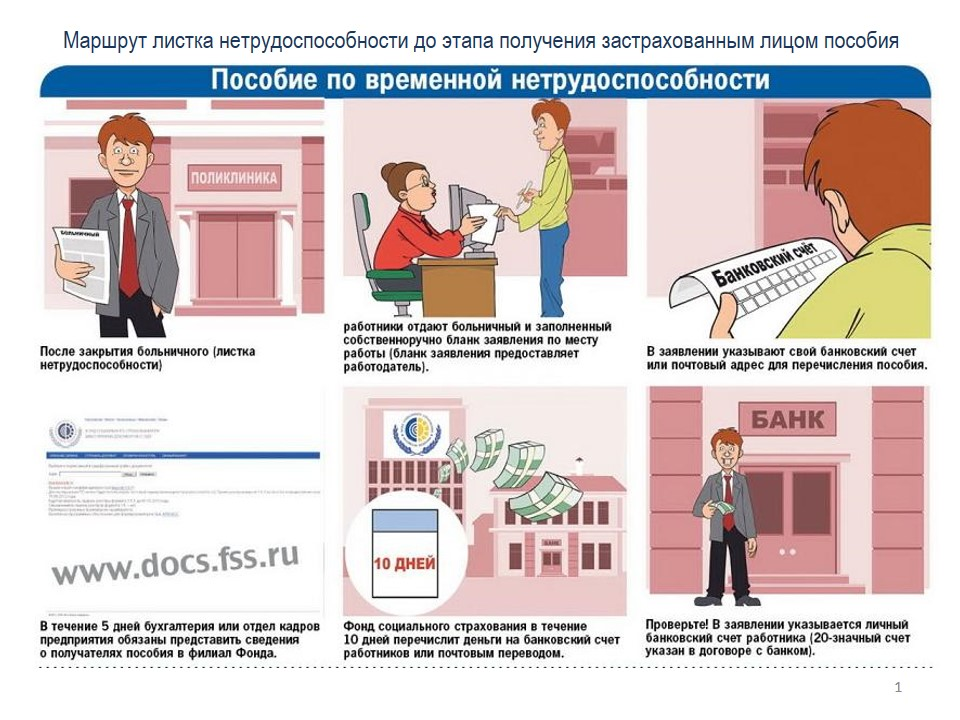 Маршрут листка нетрудоспособности до этапа получения застрахованным лицом пособия
Пособие по временной нетрудоспособности
ПОЛИКЛИНИКА
БОЛЬНИЧНЫЙ
После закрытия больничного (листка
нетрудоспособности)
работники отдают больничный и заполненный
собственноручно бланк заявления по месту
работы (бланк заявления предоставляет
работодатель).
Банковский счёт
В заявлении указывают свой банковский счет
или почтовый адрес для перечисления пособия.
www.docs.fss.ru
В течение 5 дней бухгалтерия или отдел кадров
предприятия обязаны представить сведения
о получателях пособия в филиал Фонда.
БАНК
10 ДНЕЙ
Фонд социального страхования в течение
10 дней перечислит деньги на банковский счет
работников или почтовым переводом.
БАНК
Проверьте! В заявлении указывается личный
банковский счет работника (20-значный счет
указан в договоре с банком).
1